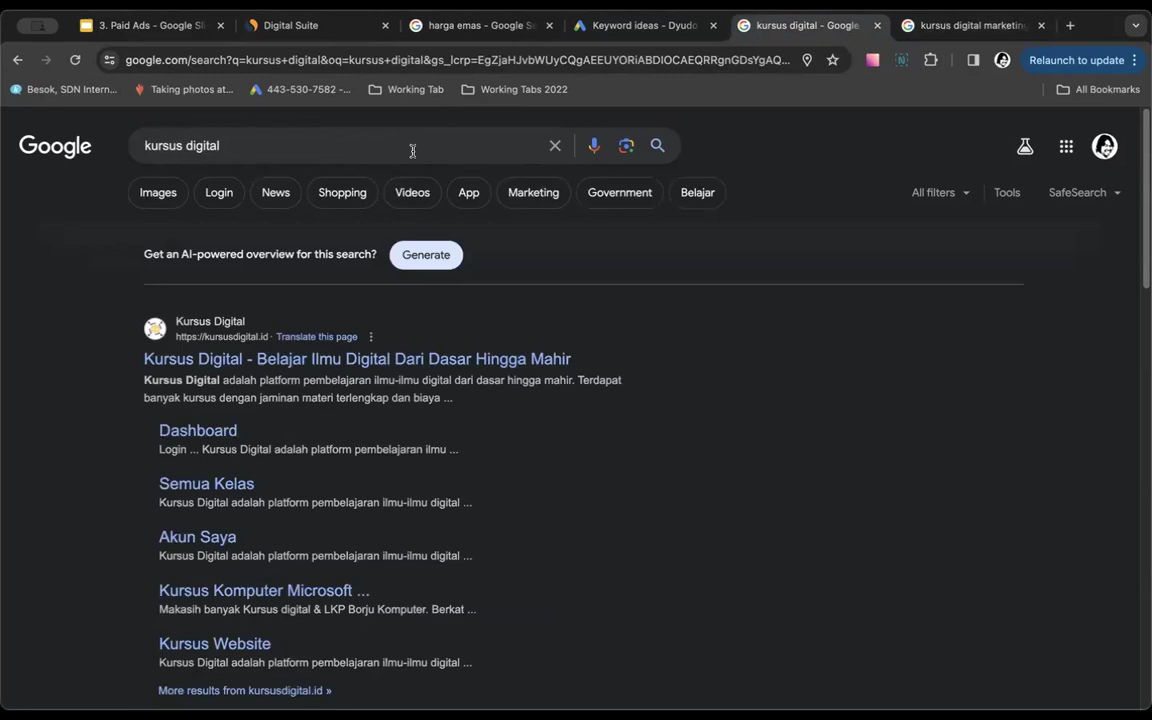 3. Paid Ads - Google Sl
Digital Suite
harga emas - Google Se
Keyword ideas - Dyudo
kursus digital - Google
kursus digital marketing
google.com/search?q=kursus+digital&oq=kursus+digital&gs_lcrp=EgZjaHJvbWUyCQgAEEUYORiABDIOCAEQRRgnGDsYgAQ...
Relaunch to update
Besok, SDN Intern...
Taking photos at...
443-530-7582 -...
Working Tab
Working Tabs 2022
All Bookmarks
Google
kursus digital
Images
Login
News
Shopping
Videos
App
Marketing
Government
Belajar
All filters
Tools
SafeSearch
Get an AI-powered overview for this search?
Generate
Kursus Digital
https://kursusdigital.id · Translate this page
Kursus Digital - Belajar Ilmu Digital Dari Dasar Hingga Mahir
Kursus Digital adalah platform pembelajaran ilmu-ilmu digital dari dasar hingga mahir. Terdapat
banyak kursus dengan jaminan materi terlengkap dan biaya ...
Dashboard
Login ... Kursus Digital adalah platform pembelajaran ilmu ...
Semua Kelas
Kursus Digital adalah platform pembelajaran ilmu-ilmu digital ...
Akun Saya
Kursus Digital adalah platform pembelajaran ilmu-ilmu digital ...
Kursus Komputer Microsoft ...
Makasih banyak Kursus digital & LKP Borju Komputer. Berkat ...
Kursus Website
Kursus Digital adalah platform pembelajaran ilmu-ilmu digital ...
More results from kursusdigital.id »